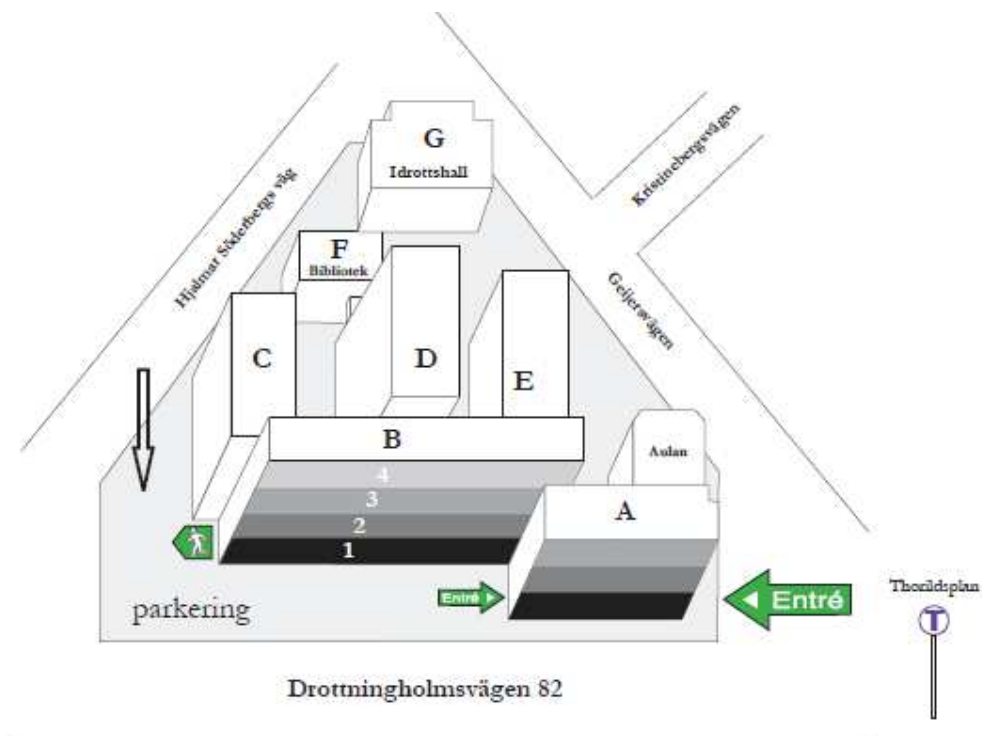 G
Idrottshall
Kristinebergsvägen
Hjalmar Söderbergs väg
F
Bibliotek
Geijersvägen
C
D
E
B
Aulan
4
3
A
2
1
Entré
Entré
parkering
Thorildsplan
T
Drottningholmsvägen 82